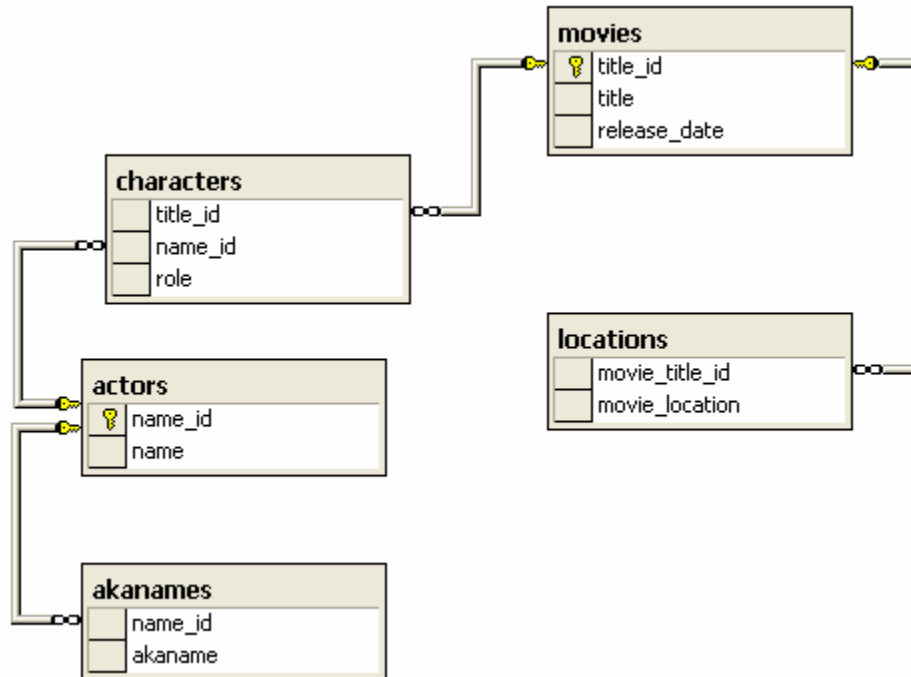 movies
title_id
title
release_date
characters
title_id
name_id
role
locations
movie_title_id
movie_location
actors
name_id
name
akanames
name_id
akaname